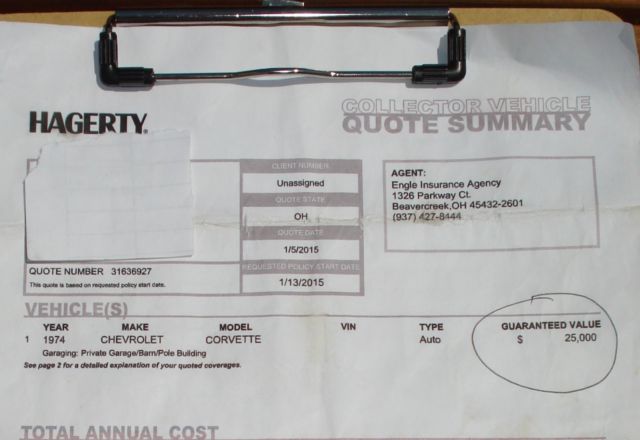 HAGERTY
COLLECTOR VEHICLE
QUOTE SUMMARY
CLIENT NUMBER
Unassigned
QUOTE STATE
OH
QUOTE DATE
1/5/2015
REQUESTED POLICY START DATE
1/13/2015
QUOTE NUMBER 31636927
This quote is based on requested policy start date.
AGENT:
Engle Insurance Agency
1326 Parkway Ct.
Beavercreek,OH 45432-2601
(937) 427-8444
VEHICLE(S)
YEAR MAKE MODEL VIN TYPE GUARANTEED VALUE
1 1974 CHEVROLET CORVETTE Auto $ 25,000
Garaging: Private Garage/Barn/Pole Building
See page 2 for a detailed explanation of your quoted coverages.
TOTAL ANNUAL COST